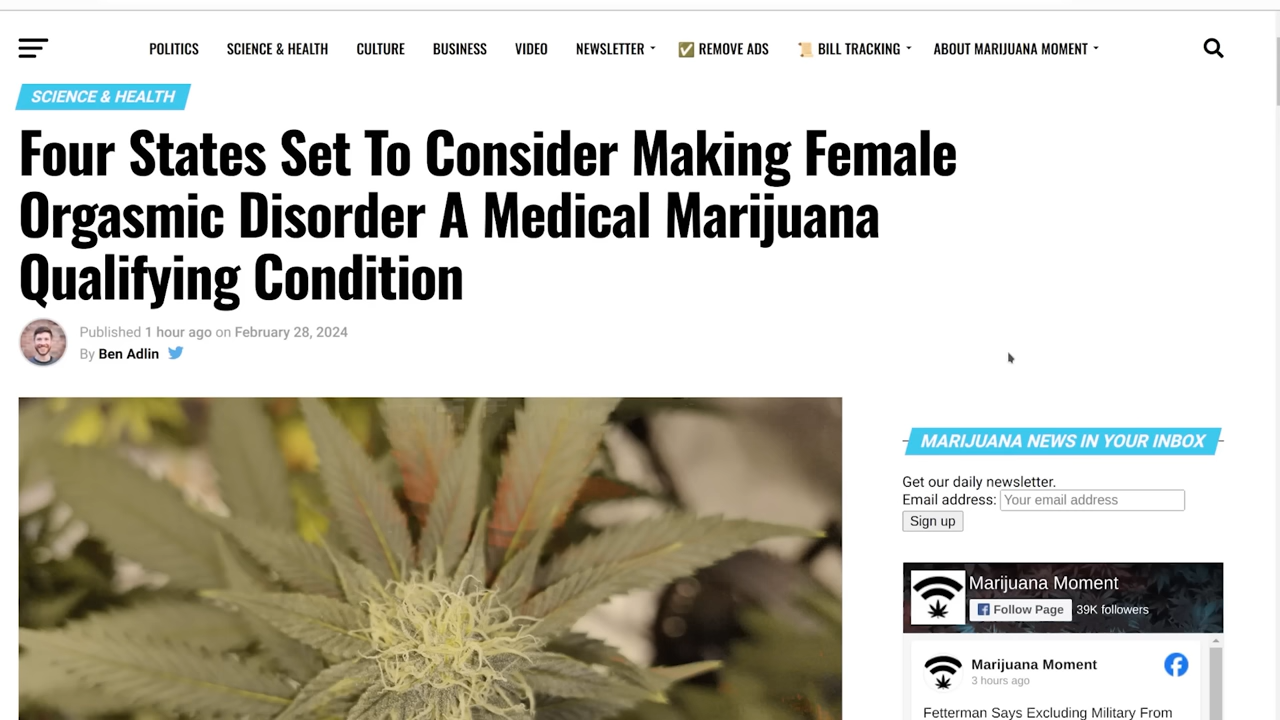 POLITICS SCIENCE & HEALTH CULTURE BUSINESS VIDEO NEWSLETTER ✅ REMOVE ADS 📜 BILL TRACKING ABOUT MARIJUANA MOMENT
SCIENCE & HEALTH
Four States Set To Consider Making Female
Orgasmic Disorder A Medical Marijuana
Qualifying Condition
Published 1 hour ago on February 28, 2024
By Ben Adlin
MARIJUANA NEWS IN YOUR INBOX
Get our daily newsletter.
Email address: Your email address
Sign up
Marijuana Moment
Follow Page 39K followers
Marijuana Moment
3 hours ago
Fetterman Says Excluding Military From